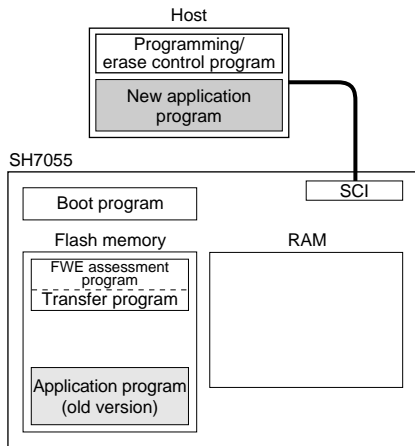 Host
Programming/
erase control program
New application
program
SH7055
SCI
Boot program
Flash memory
RAM
FWE assessment
program
Transfer program
Application program
(old version)